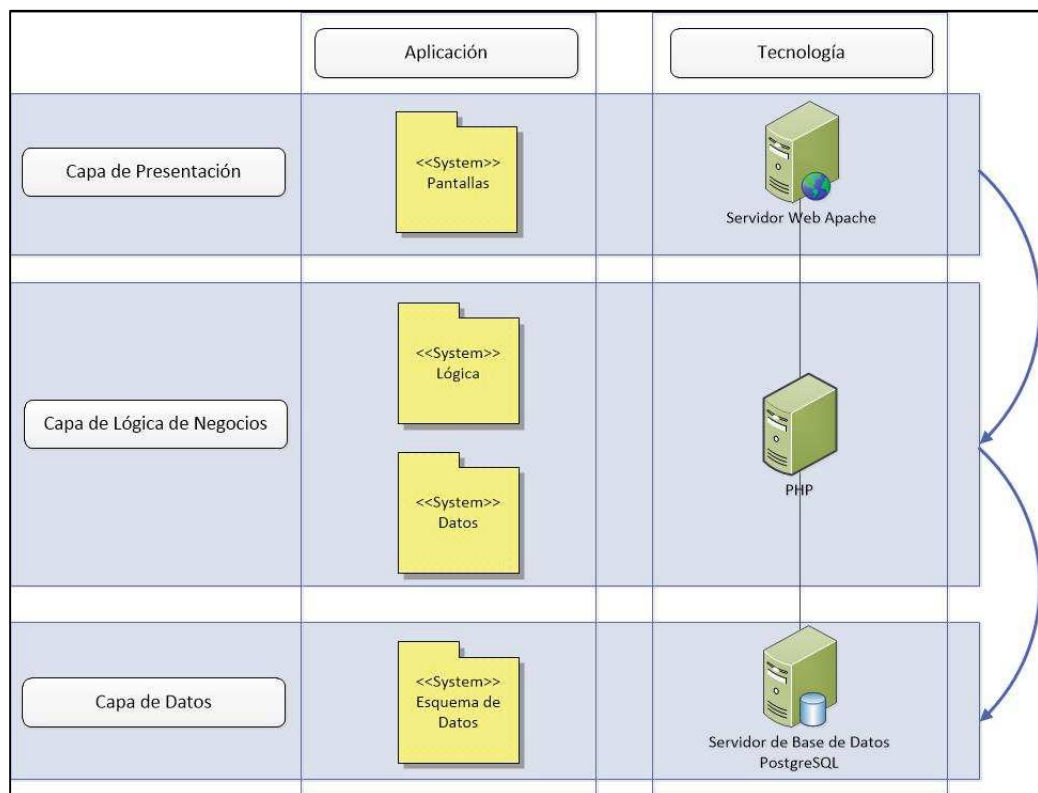 Aplicación
Tecnología
Capa de Presentación
<<System>>
Pantallas
Servidor Web Apache
Capa de Lógica de Negocios
<<System>>
Lógica
<<System>>
Datos
PHP
Capa de Datos
<<System>>
Esquema de
Datos
Servidor de Base de Datos
PostgreSQL